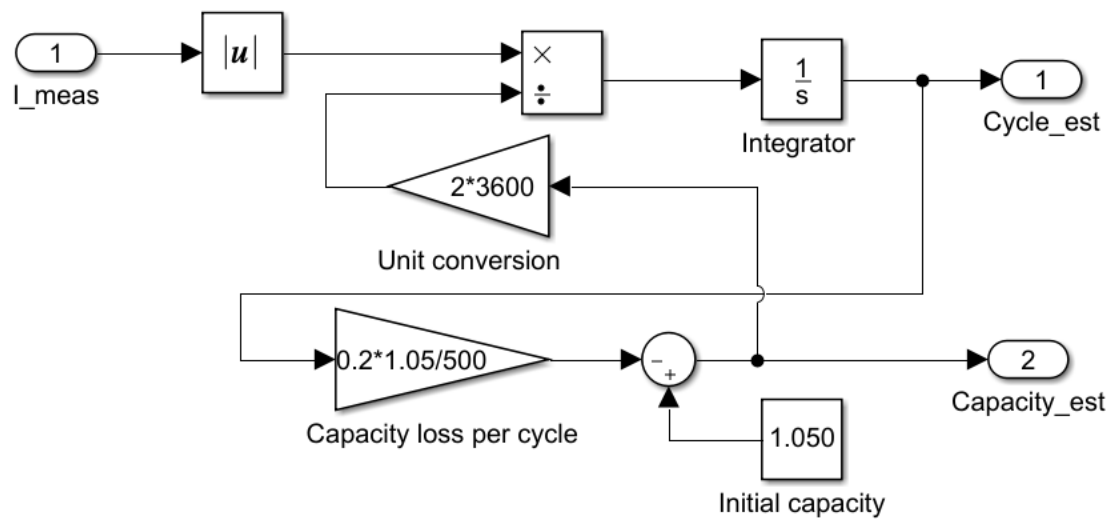 1
I_meas
|u|
×
÷
1
s
Integrator
1
Cycle_est
2*3600
Unit conversion
0.2*1.05/500
Capacity loss per cycle
−
+
2
Capacity_est
1.050
Initial capacity